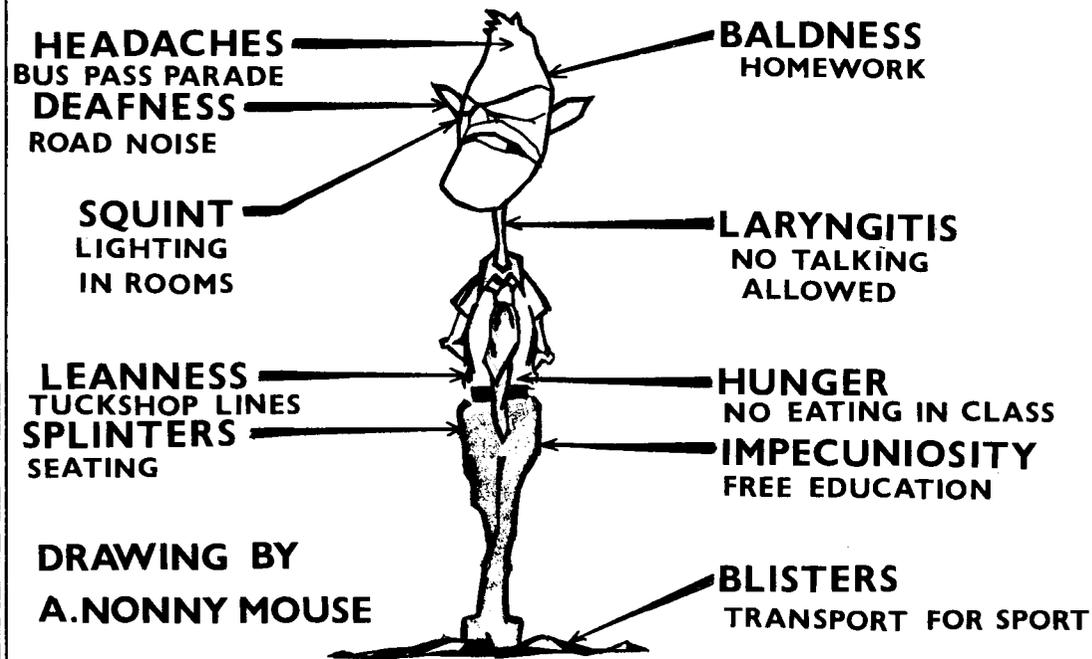 HEADACHES
BUS PASS PARADE
DEAFNESS
ROAD NOISE
SQUINT
LIGHTING
IN ROOMS
LEANNESS
TUCKSHOP LINES
SPLINTERS
SEATING
DRAWING BY
A.NONNY MOUSE
BALDNESS
HOMEWORK
LARYNGITIS
NO TALKING
ALLOWED
HUNGER
NO EATING IN CLASS
IMPECUNIOSITY
FREE EDUCATION
BLISTERS
TRANSPORT FOR SPORT